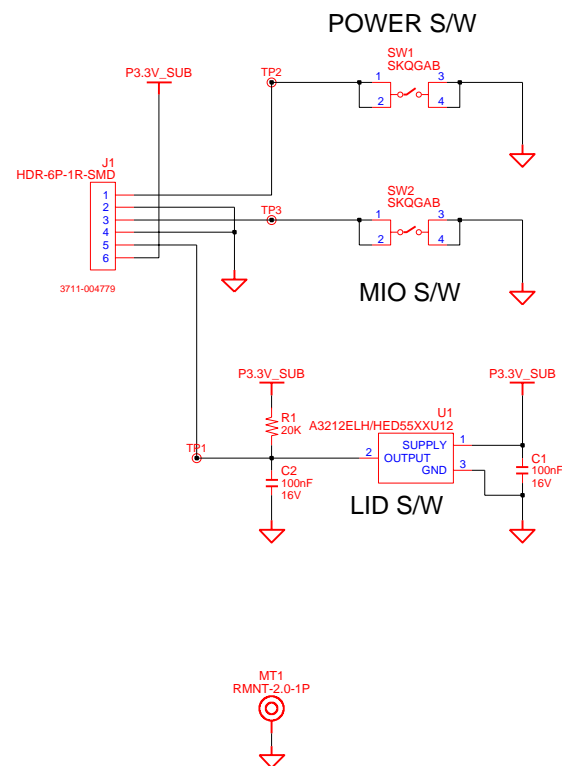 POWER S/W
SW1
SKQGAB
P3.3V_SUB
TP2
1
3
2
4
J1
HDR-6P-1R-SMD
1
2
3
4
5
6
3711-004779
SW2
SKQGAB
TP3
1
3
2
4
MIO S/W
P3.3V_SUB
P3.3V_SUB
R1
20K
U1
A3212ELH/HED55XXU12
TP1
2
SUPPLY
OUTPUT
GND
1
3
C1
100nF
16V
C2
100nF
16V
LID S/W
MT1
RMNT-2.0-1P